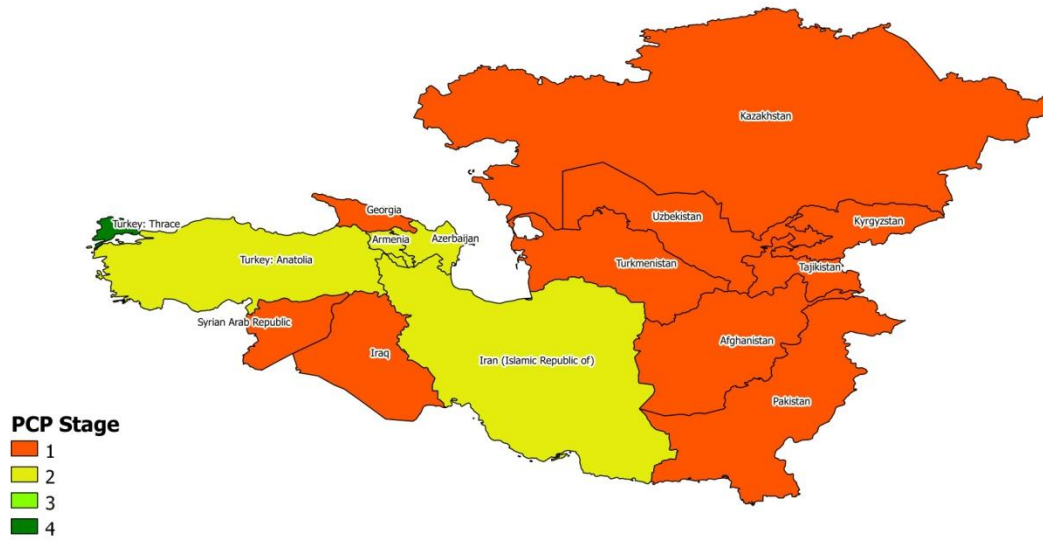 Kazakhstan
Georgia
Turkey: Thrace
Uzbekistan
Kyrgyzstan
Armenia
Azerbaijan
Turkey: Anatolia
Turkmenistan
Tajikistan
Syrian Arab Republic
Afghanistan
Iraq
Iran (Islamic Republic of)
Pakistan
PCP Stage
1
2
3
4